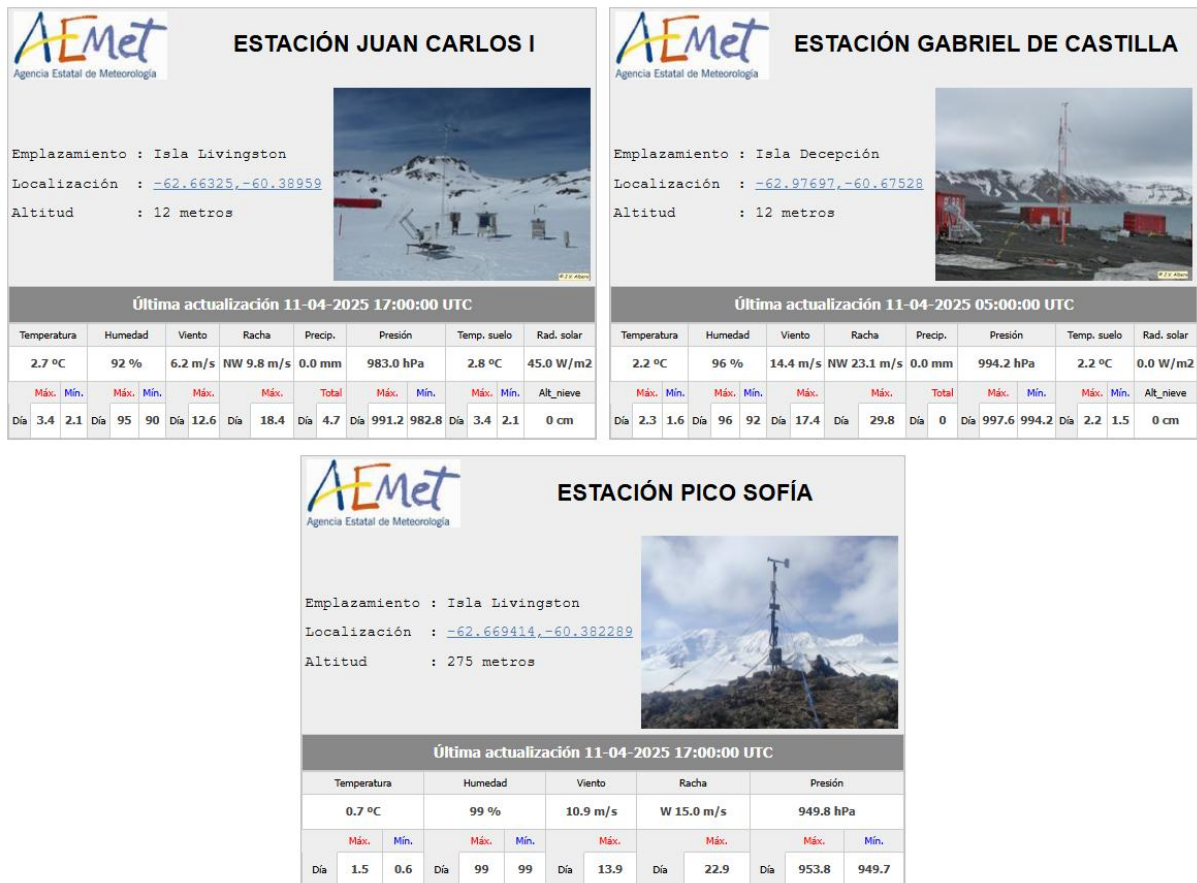 AEMet
Agencia Estatal de Meteorología
ESTACIÓN JUAN CARLOS I
Emplazamiento : Isla Livingston
Localización : -62.66325,-60.38959
Altitud : 12 metros
© J.V. Albero
Última actualización 11-04-2025 17:00:00 UTC
Temperatura Humedad Viento Racha Precip. Presión Temp. suelo Rad. solar
2.7 ºC 92 % 6.2 m/s NW 9.8 m/s 0.0 mm 983.0 hPa 2.8 ºC 45.0 W/m2
Máx. Mín. Máx. Mín. Máx. Máx. Total Máx. Mín. Máx. Mín. Alt_nieve
Día 3.4 2.1 Día 95 90 Día 12.6 Día 18.4 Día 4.7 Día 991.2 982.8 Día 3.4 2.1 0 cm
AEMet
Agencia Estatal de Meteorología
ESTACIÓN GABRIEL DE CASTILLA
Emplazamiento : Isla Decepción
Localización : -62.97697,-60.67528
Altitud : 12 metros
© J.V. Albero
Última actualización 11-04-2025 05:00:00 UTC
Temperatura Humedad Viento Racha Precip. Presión Temp. suelo Rad. solar
2.2 ºC 96 % 14.4 m/s NW 23.1 m/s 0.0 mm 994.2 hPa 2.2 ºC 0.0 W/m2
Máx. Mín. Máx. Mín. Máx. Máx. Total Máx. Mín. Máx. Mín. Alt_nieve
Día 2.3 1.6 Día 96 92 Día 17.4 Día 29.8 Día 0 Día 997.6 994.2 Día 2.2 1.5 0 cm
AEMet
Agencia Estatal de Meteorología
ESTACIÓN PICO SOFÍA
Emplazamiento : Isla Livingston
Localización : -62.669414,-60.382289
Altitud : 275 metros
Última actualización 11-04-2025 17:00:00 UTC
Temperatura Humedad Viento Racha Presión
0.7 ºC 99 % 10.9 m/s W 15.0 m/s 949.8 hPa
Máx. Mín. Máx. Mín. Máx. Máx. Máx. Mín.
Día 1.5 0.6 Día 99 99 Día 13.9 Día 22.9 Día 953.8 949.7